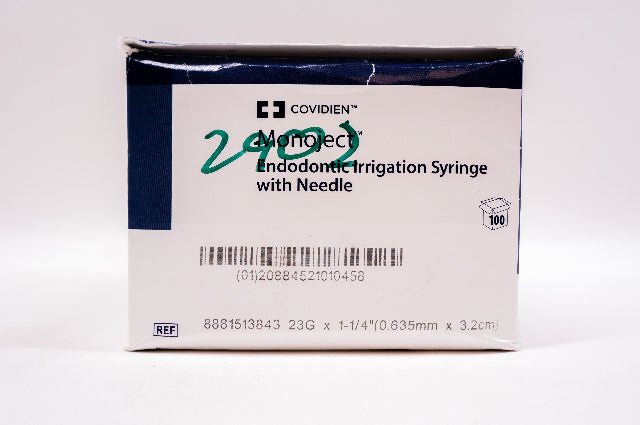 COVIDIEN™
Monoject™
2902
Endodontic Irrigation Syringe
with Needle
100
(01)20884521010458
REF 8881513843 23G x 1-1/4"(0.635mm x 3.2cm)